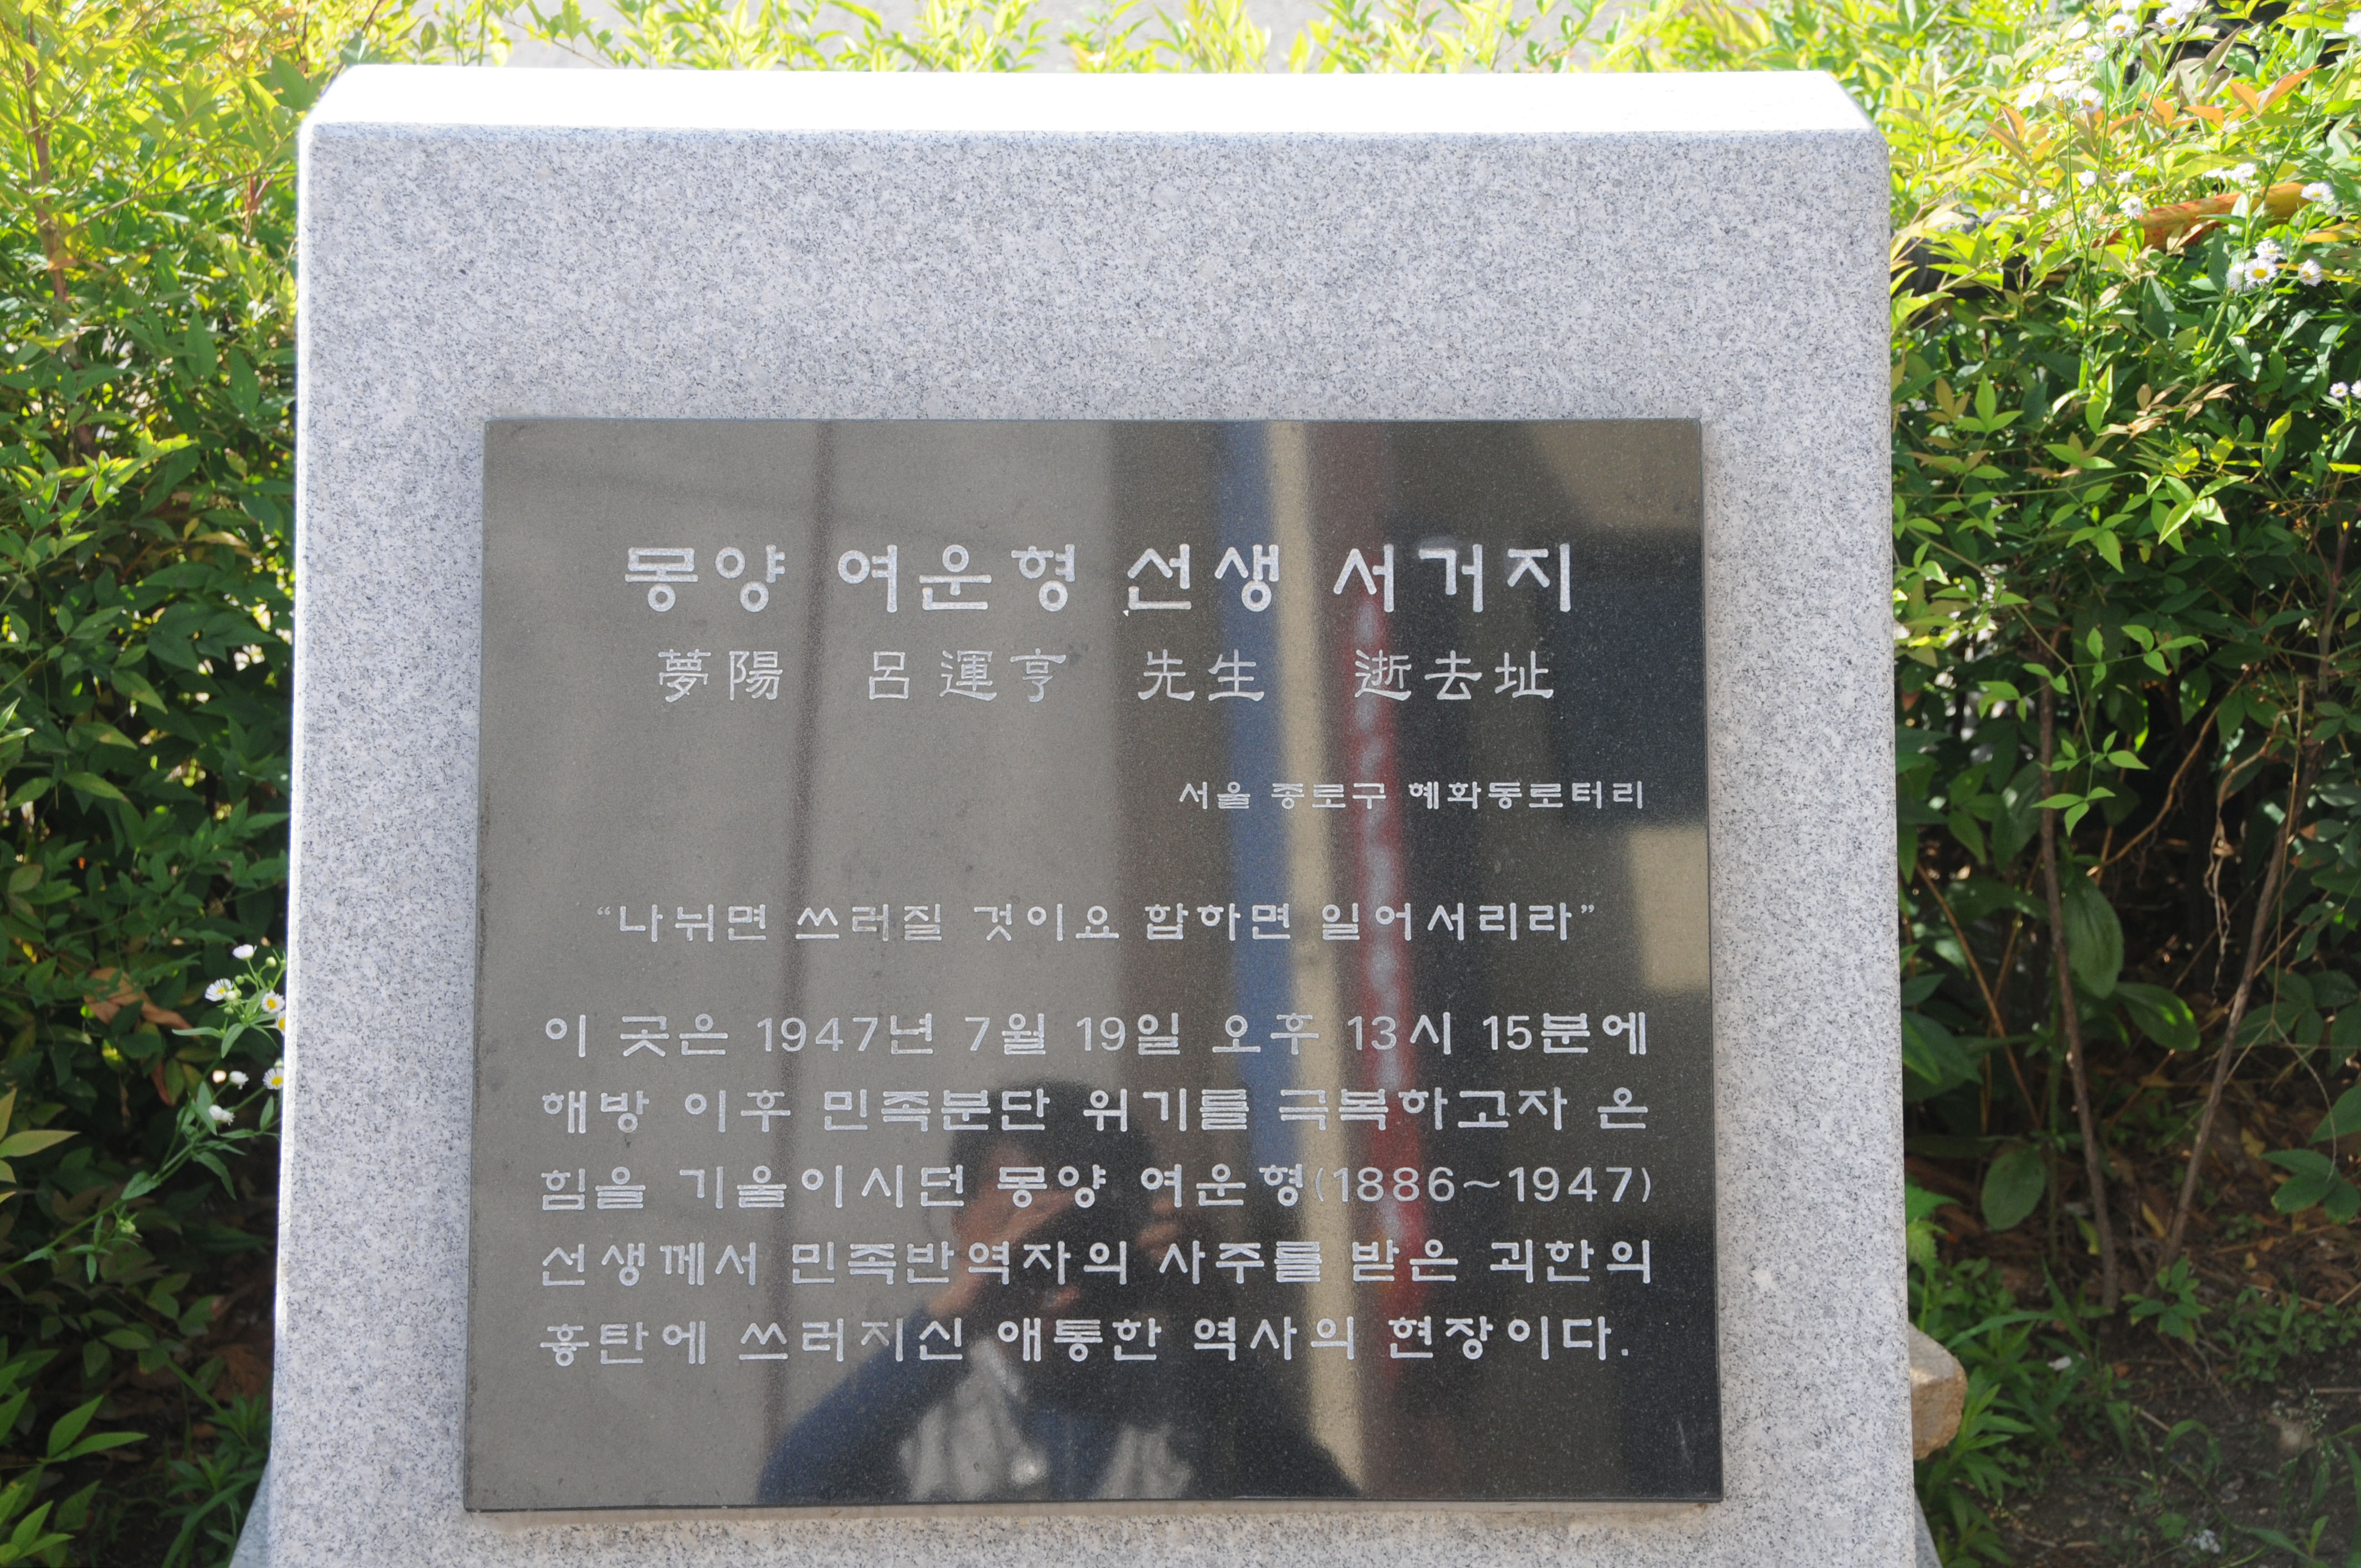 몽양 여운형 선생 서거지
夢陽 呂運亨 先生 逝去址
서울 종로구 혜화동로터리
“나뉘면 쓰러질 것이요 합하면 일어서리라”
이 곳은 1947년 7월 19일 오후 13시 15분에
해방 이후 민족분단 위기를 극복하고자 온
힘을 기울이시던 몽양 여운형(1886~1947)
선생께서 민족반역자의 사주를 받은 괴한의
흉탄에 쓰러지신 애통한 역사의 현장이다.